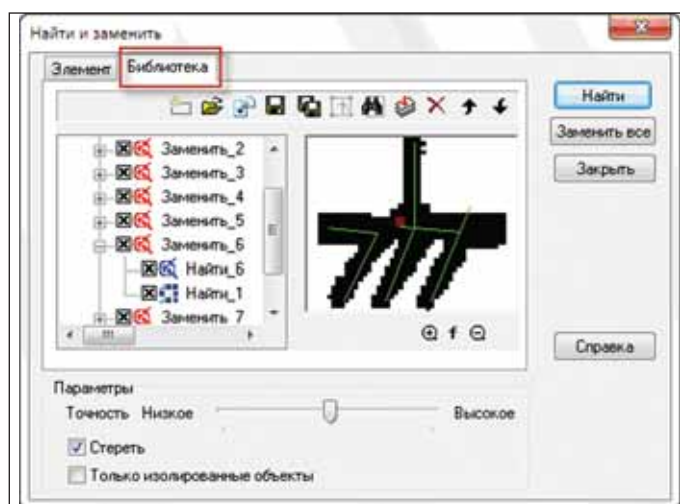 Найти и заменить
Элемент Библиотека
Найти
Заменить все
Закрыть
Заменить_2
Заменить_3
Заменить_4
Заменить_5
Заменить_6
Найти_6
Найти_1
Заменить 7
Справка
Параметры
Точность Низкое Высокое
Стереть
Только изолированные объекты